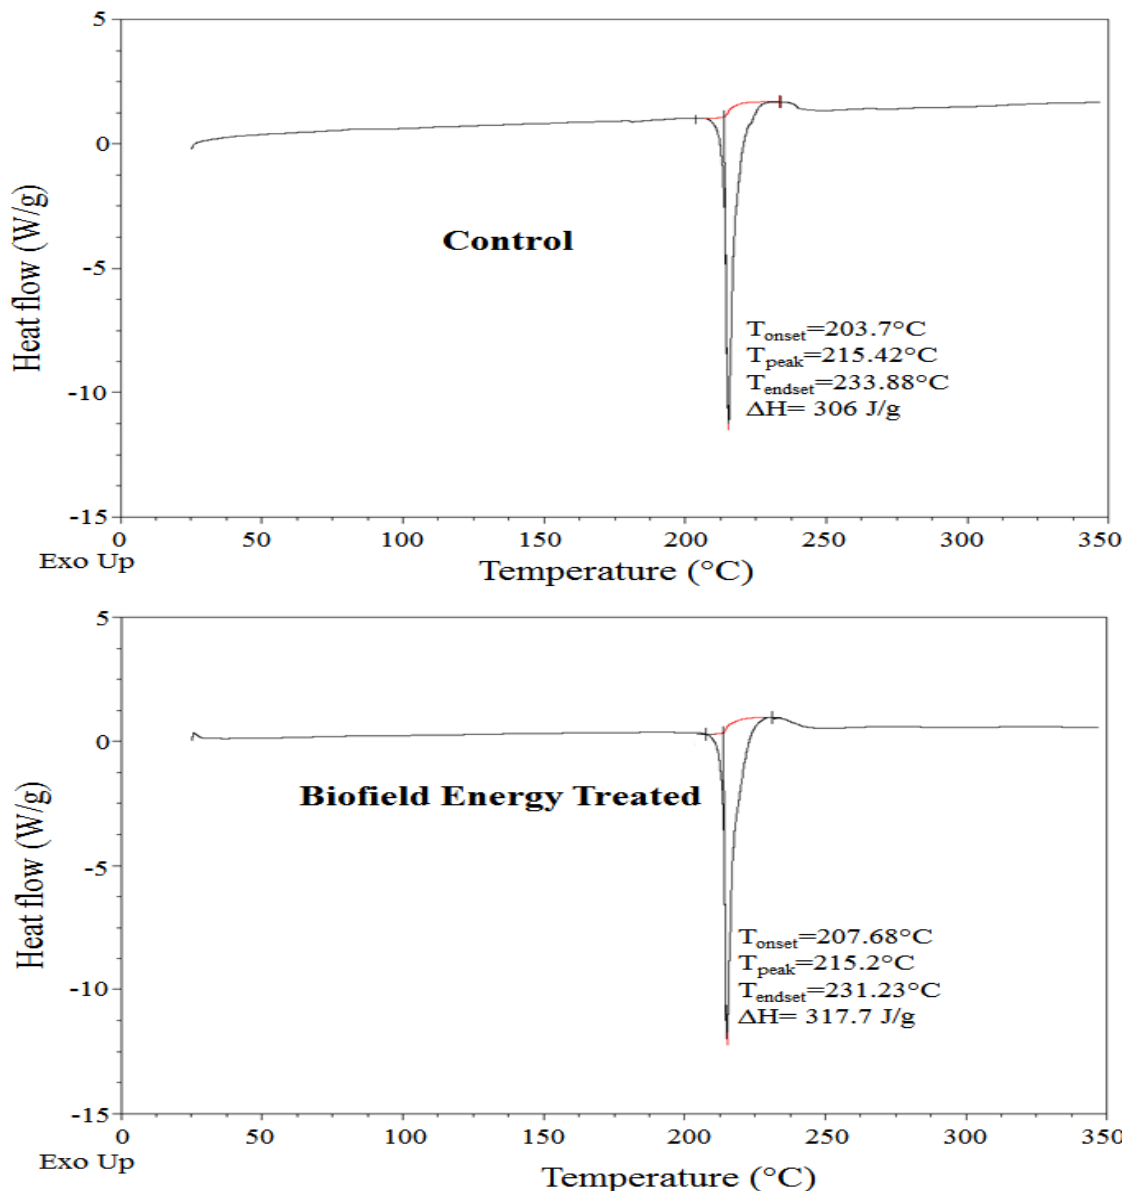 5
0
-5
-10
-15
Heat flow (W/g)
Control
Tonset=203.7°C
Tpeak=215.42°C
Tendset=233.88°C
ΔH= 306 J/g
0 50 100 150 200 250 300 350
Exo Up
Temperature (°C)
5
0
-5
-10
-15
Heat flow (W/g)
Biofield Energy Treated
Tonset=207.68°C
Tpeak=215.2°C
Tendset=231.23°C
ΔH= 317.7 J/g
0 50 100 150 200 250 300 350
Exo Up
Temperature (°C)